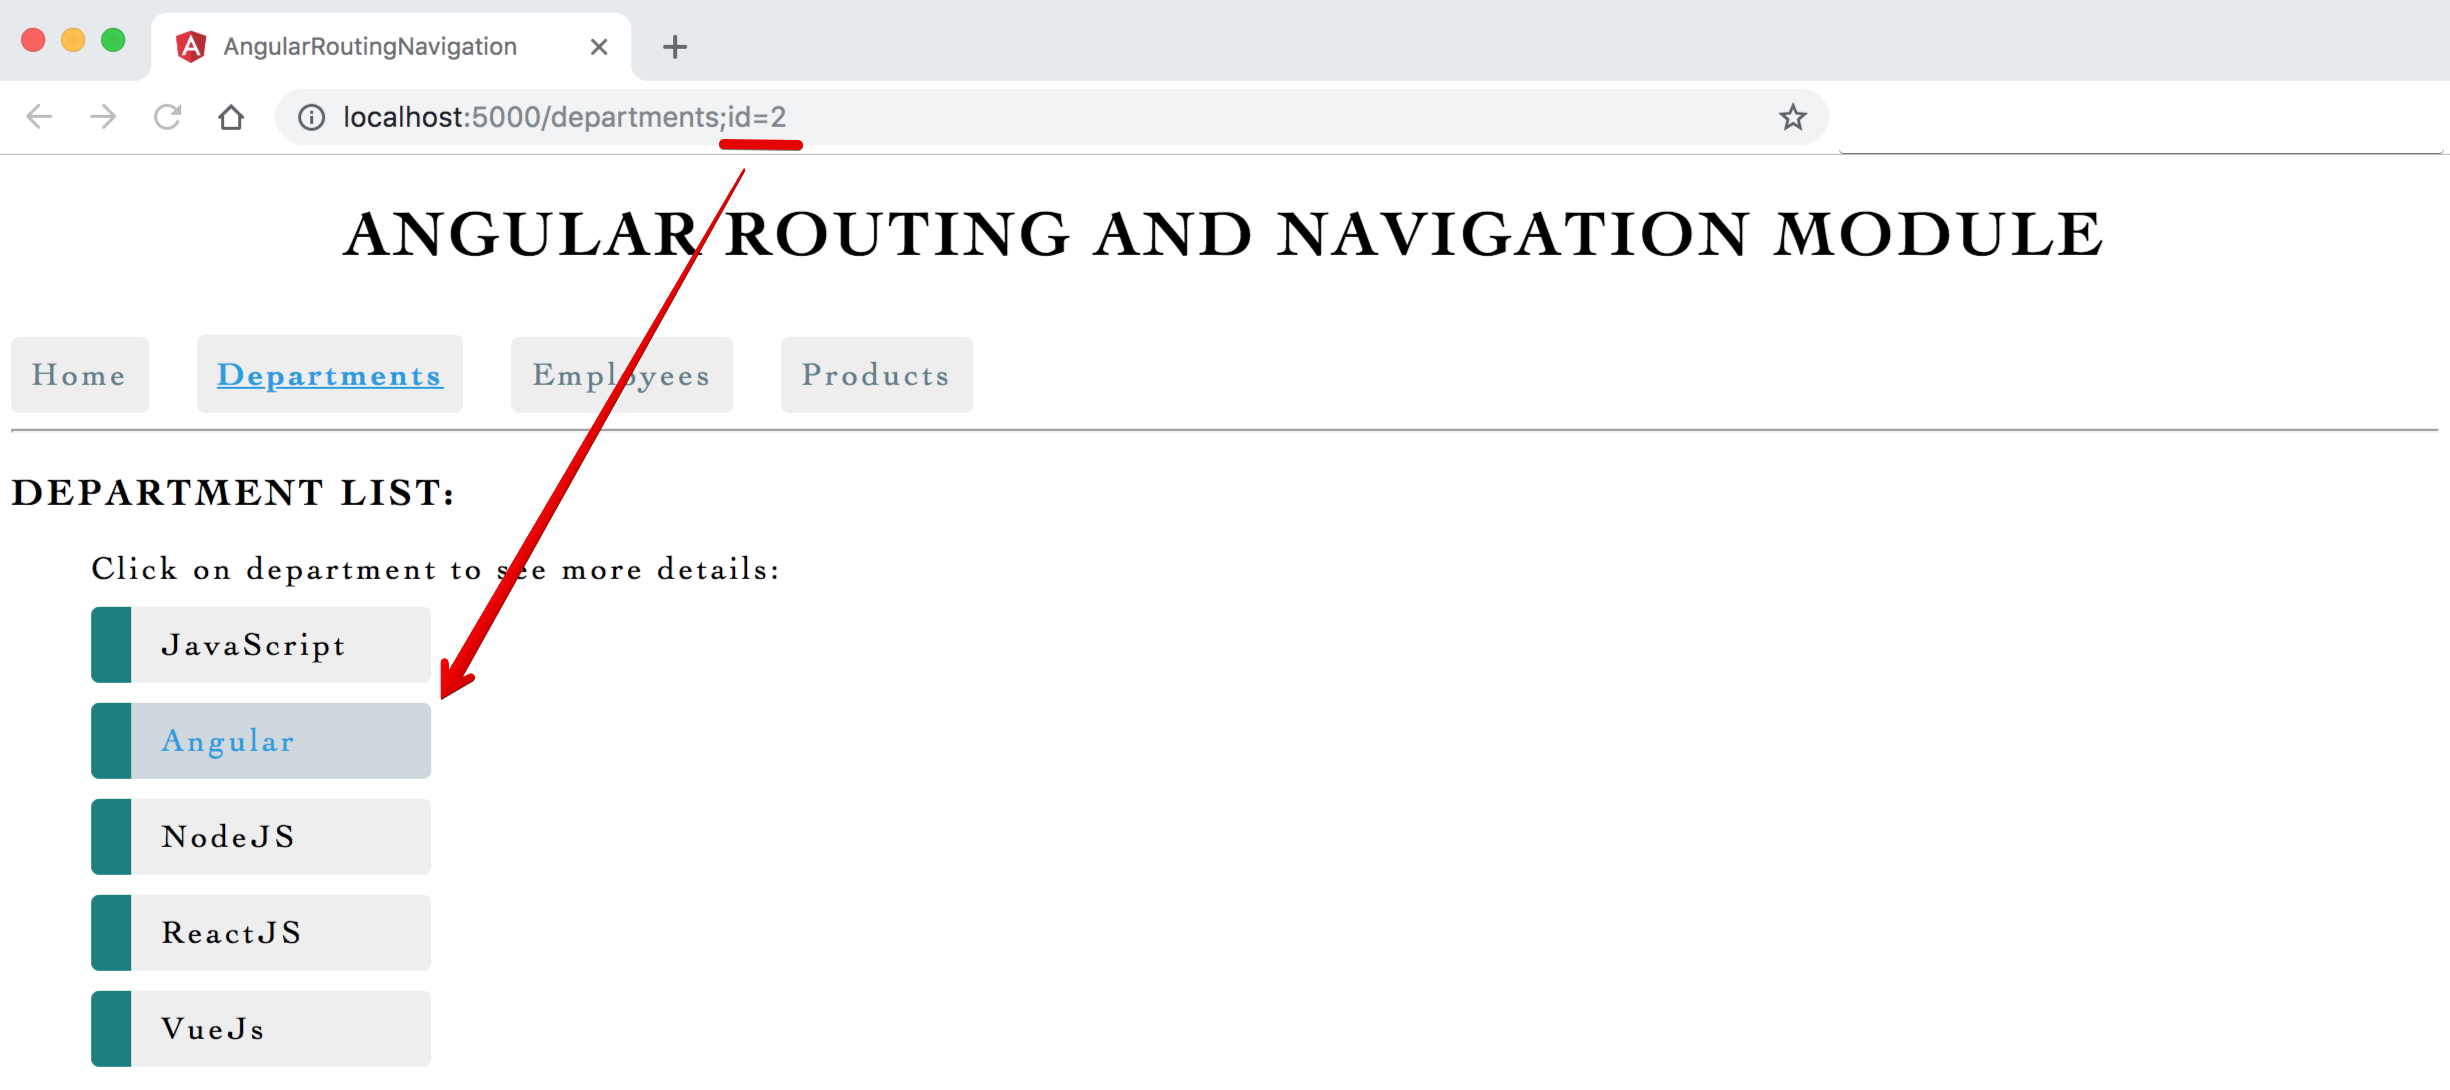 AngularRoutingNavigation
localhost:5000/departments;id=2
ANGULAR ROUTING AND NAVIGATION MODULE
Home Departments Employees Products
DEPARTMENT LIST:
Click on department to see more details:
JavaScript
Angular
NodeJS
ReactJS
VueJs